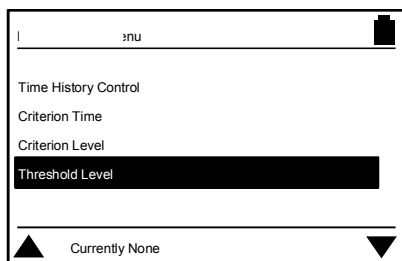 Time History Control
Criterion Time
Criterion Level
Threshold Level
Currently None